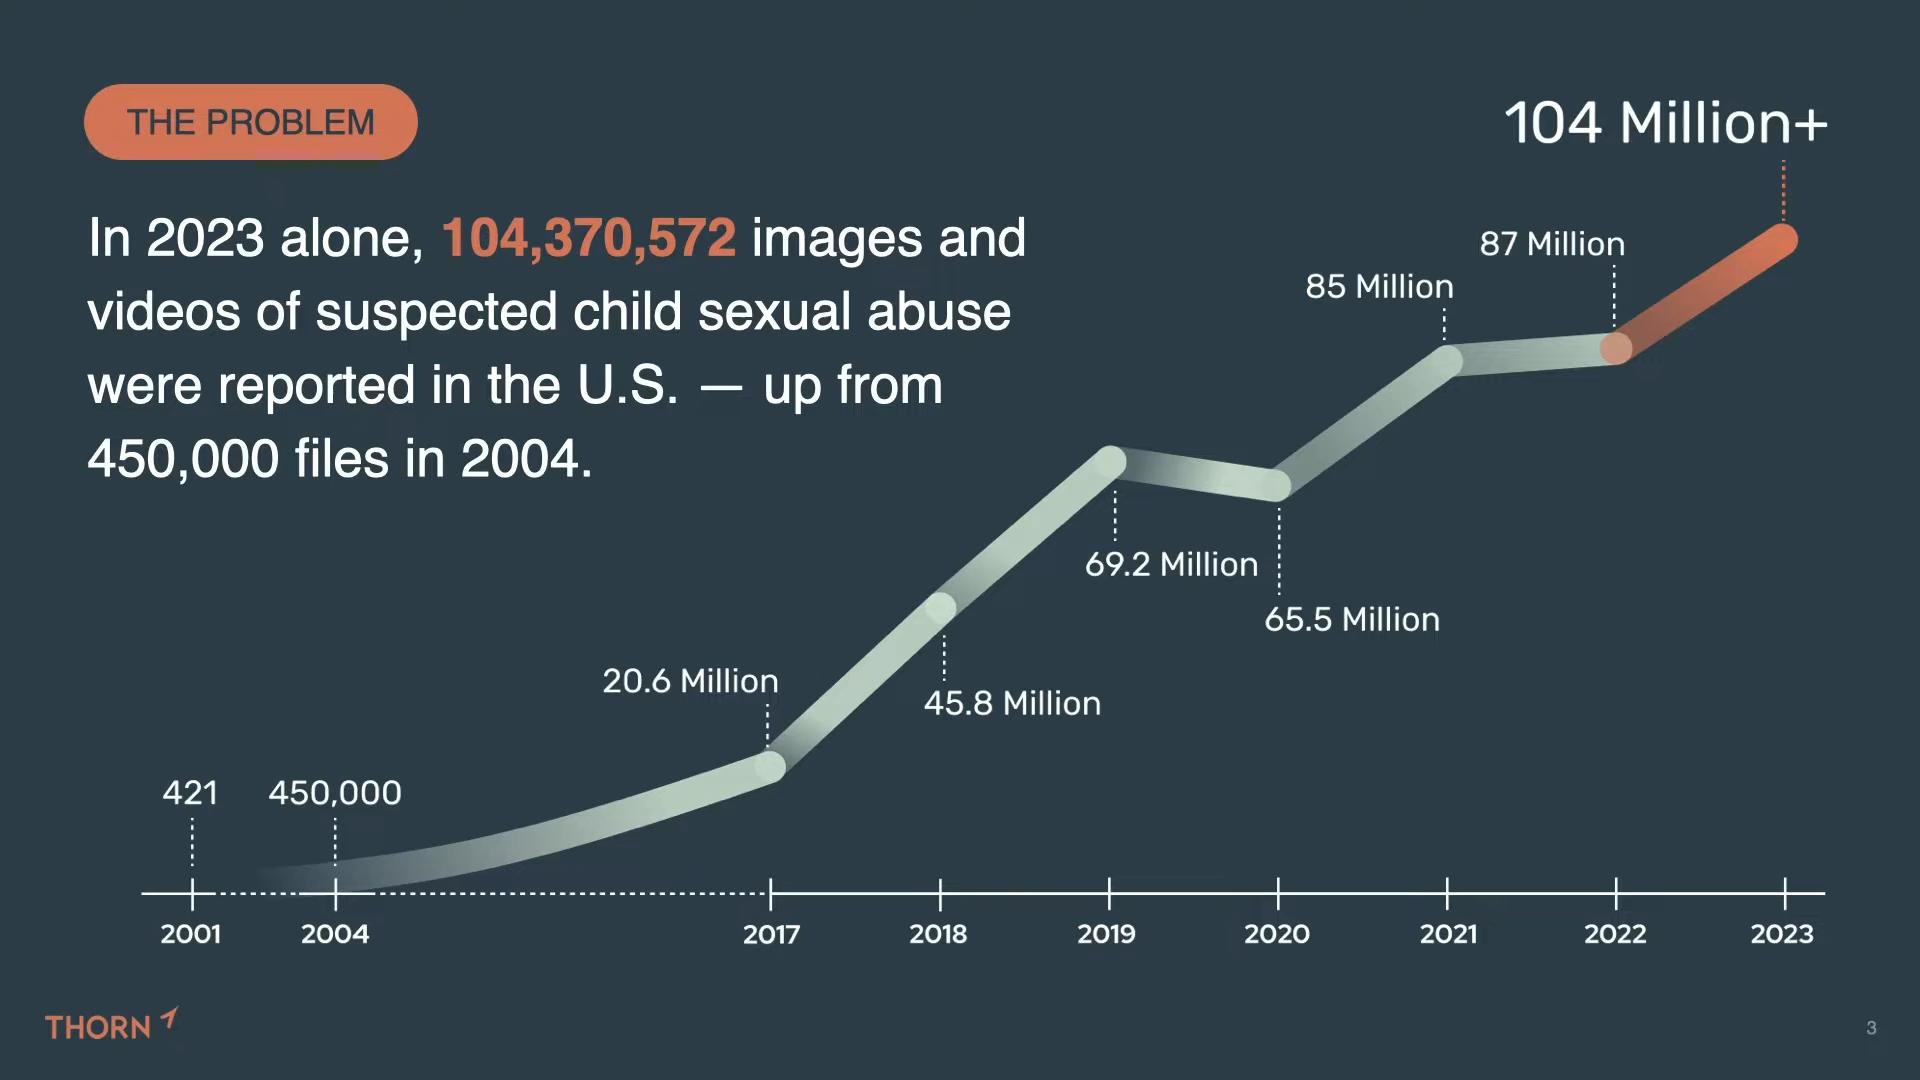 THE PROBLEM
In 2023 alone, 104,370,572 images and
videos of suspected child sexual abuse
were reported in the U.S. — up from
450,000 files in 2004.
104 Million+
87 Million
85 Million
69.2 Million
65.5 Million
20.6 Million
45.8 Million
421
450,000
2001
2004
2017
2018
2019
2020
2021
2022
2023
THORN
3